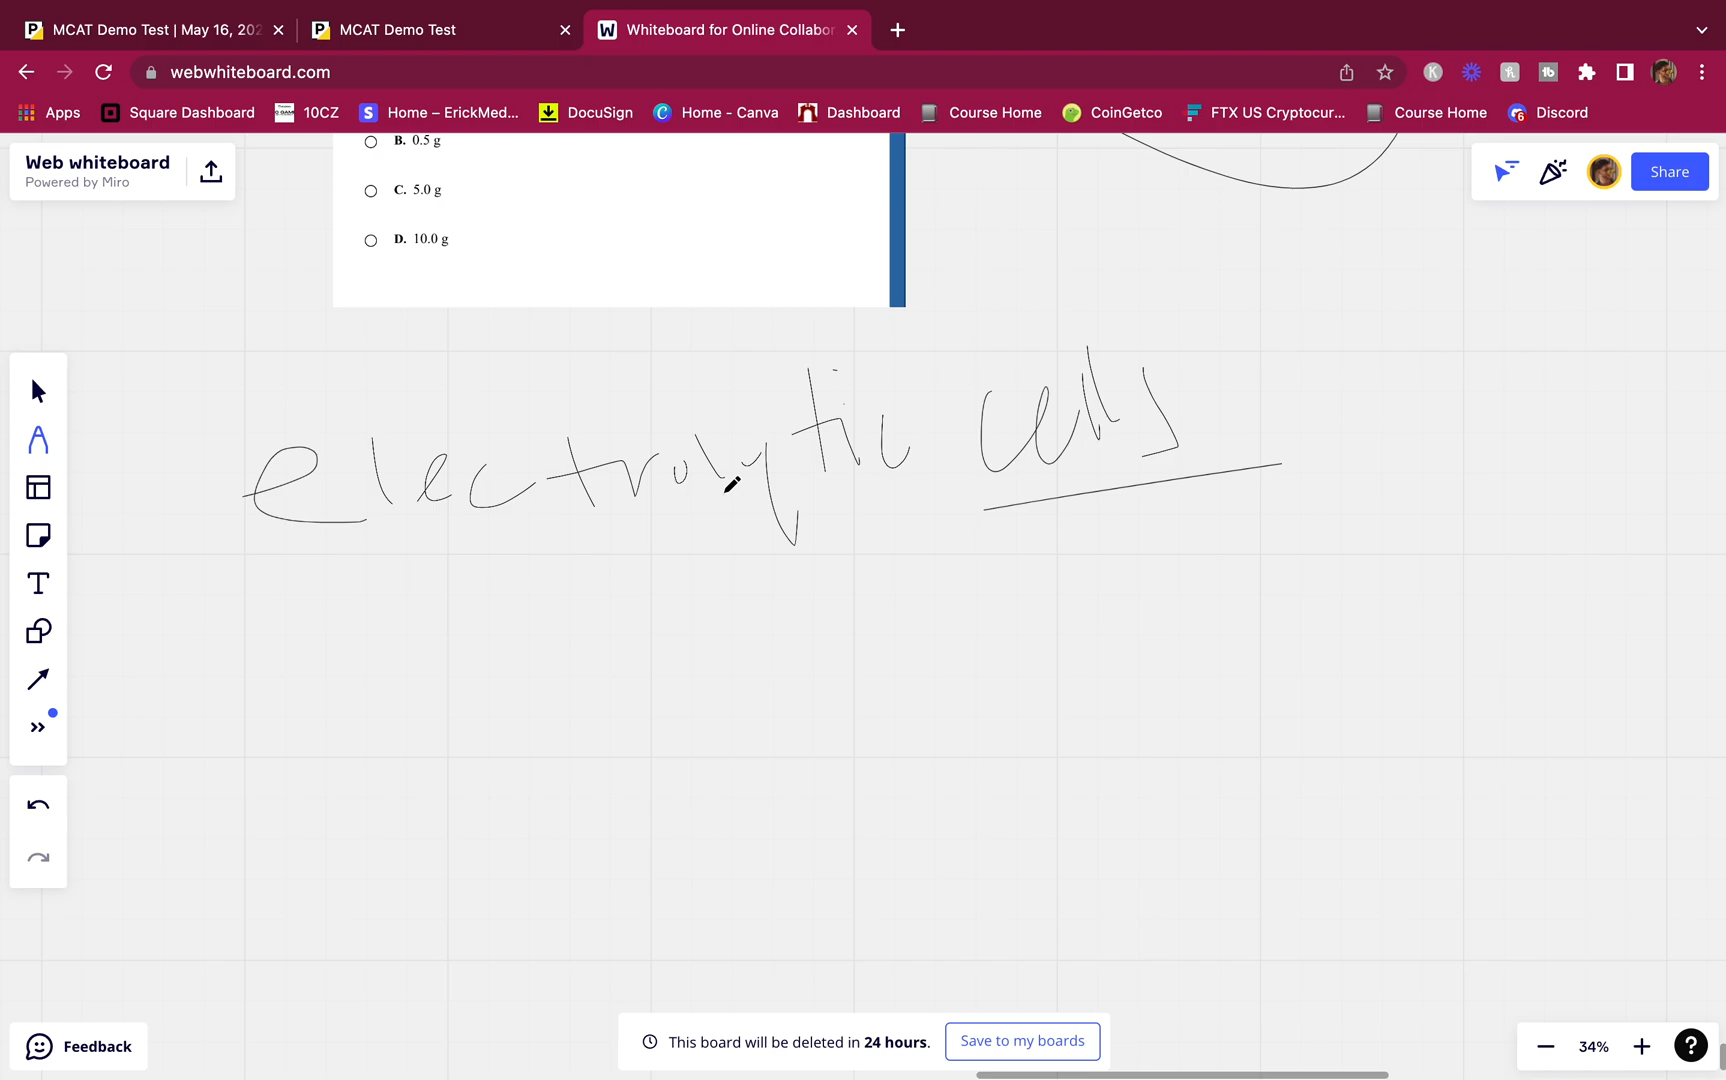 MCAT Demo Test | May 16, 202
MCAT Demo Test
Whiteboard for Online Collabor
webwhiteboard.com
Apps
Square Dashboard
10CZ
Home – ErickMed...
DocuSign
Home - Canva
Dashboard
Course Home
CoinGetco
FTX US Cryptocur...
Course Home
Discord
Web whiteboard
Powered by Miro
Share
B. 0.5 g
C. 5.0 g
D. 10.0 g
electrolytic cells
Feedback
This board will be deleted in 24 hours.
Save to my boards
34%